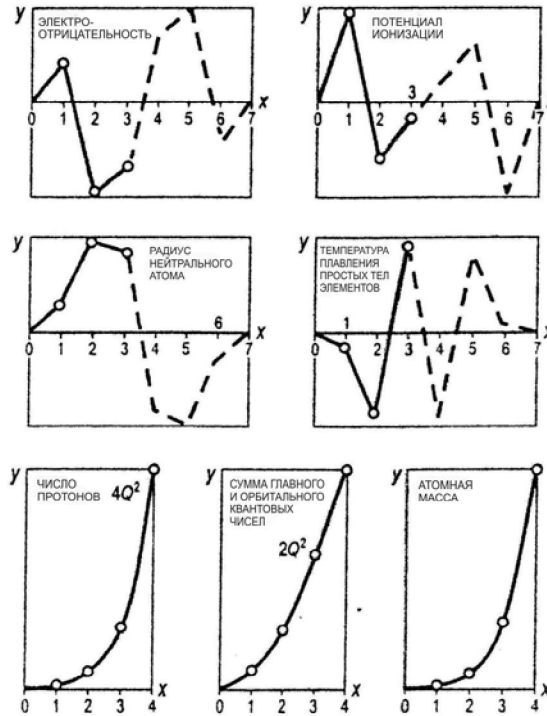 y ЭЛЕКТРО-
ОТРИЦАТЕЛЬНОСТЬ
x
0 1 2 3 4 5 6 7
y ПОТЕНЦИАЛ
ИОНИЗАЦИИ
3 x
0 1 2 4 5 6 7
y РАДИУС
НЕЙТРАЛЬНОГО
АТОМА
6 x
0 1 2 3 4 5 7
y ТЕМПЕРАТУРА
ПЛАВЛЕНИЯ
ПРОСТЫХ ТЕЛ
ЭЛЕМЕНТОВ
1 x
0 2 3 4 5 6 7
y ЧИСЛО
ПРОТОНОВ 4Q²
x
0 1 2 3 4
y СУММА ГЛАВНОГО
И ОРБИТАЛЬНОГО
КВАНТОВЫХ
ЧИСЕЛ
2Q²
x
0 1 2 3 4
y АТОМНАЯ
МАССА
x
0 1 2 3 4